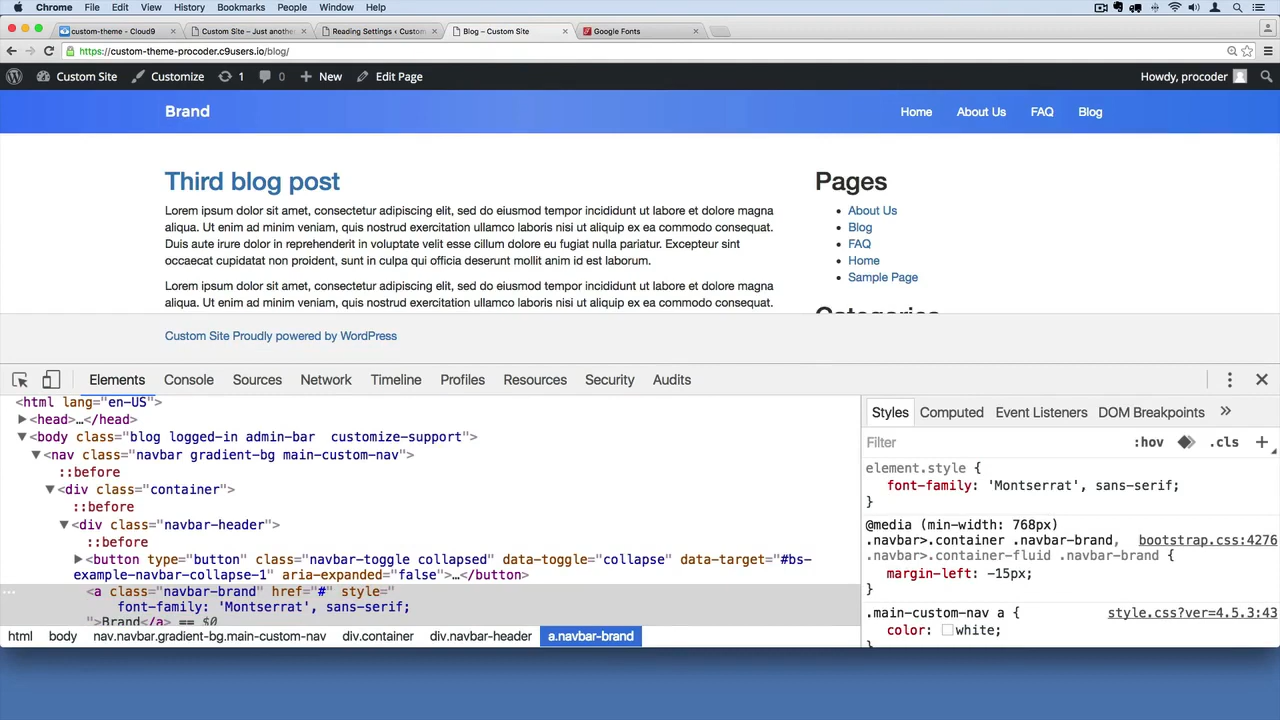 Chrome File Edit View History Bookmarks People Window Help
custom-theme - Cloud9 × Custom Site – Just anothe × Reading Settings ‹ Custom × Blog – Custom Site × Google Fonts ×
https://custom-theme-procoder.c9users.io/blog/
Custom Site Customize 1 0 New Edit Page Howdy, procoder
Brand Home About Us FAQ Blog
Third blog post
Lorem ipsum dolor sit amet, consectetur adipiscing elit, sed do eiusmod tempor incididunt ut labore et dolore magna
aliqua. Ut enim ad minim veniam, quis nostrud exercitation ullamco laboris nisi ut aliquip ex ea commodo consequat.
Duis aute irure dolor in reprehenderit in voluptate velit esse cillum dolore eu fugiat nulla pariatur. Excepteur sint
occaecat cupidatat non proident, sunt in culpa qui officia deserunt mollit anim id est laborum.
Lorem ipsum dolor sit amet, consectetur adipiscing elit, sed do eiusmod tempor incididunt ut labore et dolore magna
aliqua. Ut enim ad minim veniam, quis nostrud exercitation ullamco laboris nisi ut aliquip ex ea commodo consequat.
Pages
About Us
Blog
FAQ
Home
Sample Page
Categories
Custom Site Proudly powered by WordPress
Elements Console Sources Network Timeline Profiles Resources Security Audits
<html lang="en-US">
<head>…</head>
<body class="blog logged-in admin-bar  customize-support">
<nav class="navbar gradient-bg main-custom-nav">
::before
<div class="container">
::before
<div class="navbar-header">
::before
<button type="button" class="navbar-toggle collapsed" data-toggle="collapse" data-target="#bs-
example-navbar-collapse-1" aria-expanded="false">…</button>
<a class="navbar-brand" href="#" style="
font-family: 'Montserrat', sans-serif;
">Brand</a> == $0
html body nav.navbar.gradient-bg.main-custom-nav div.container div.navbar-header a.navbar-brand
Styles Computed Event Listeners DOM Breakpoints »
Filter :hov .cls +
element.style {
font-family: 'Montserrat', sans-serif;
}
@media (min-width: 768px)
.navbar>.container .navbar-brand, bootstrap.css:4276
.navbar>.container-fluid .navbar-brand {
margin-left: -15px;
}
.main-custom-nav a { style.css?ver=4.5.3:43
color: white;
}